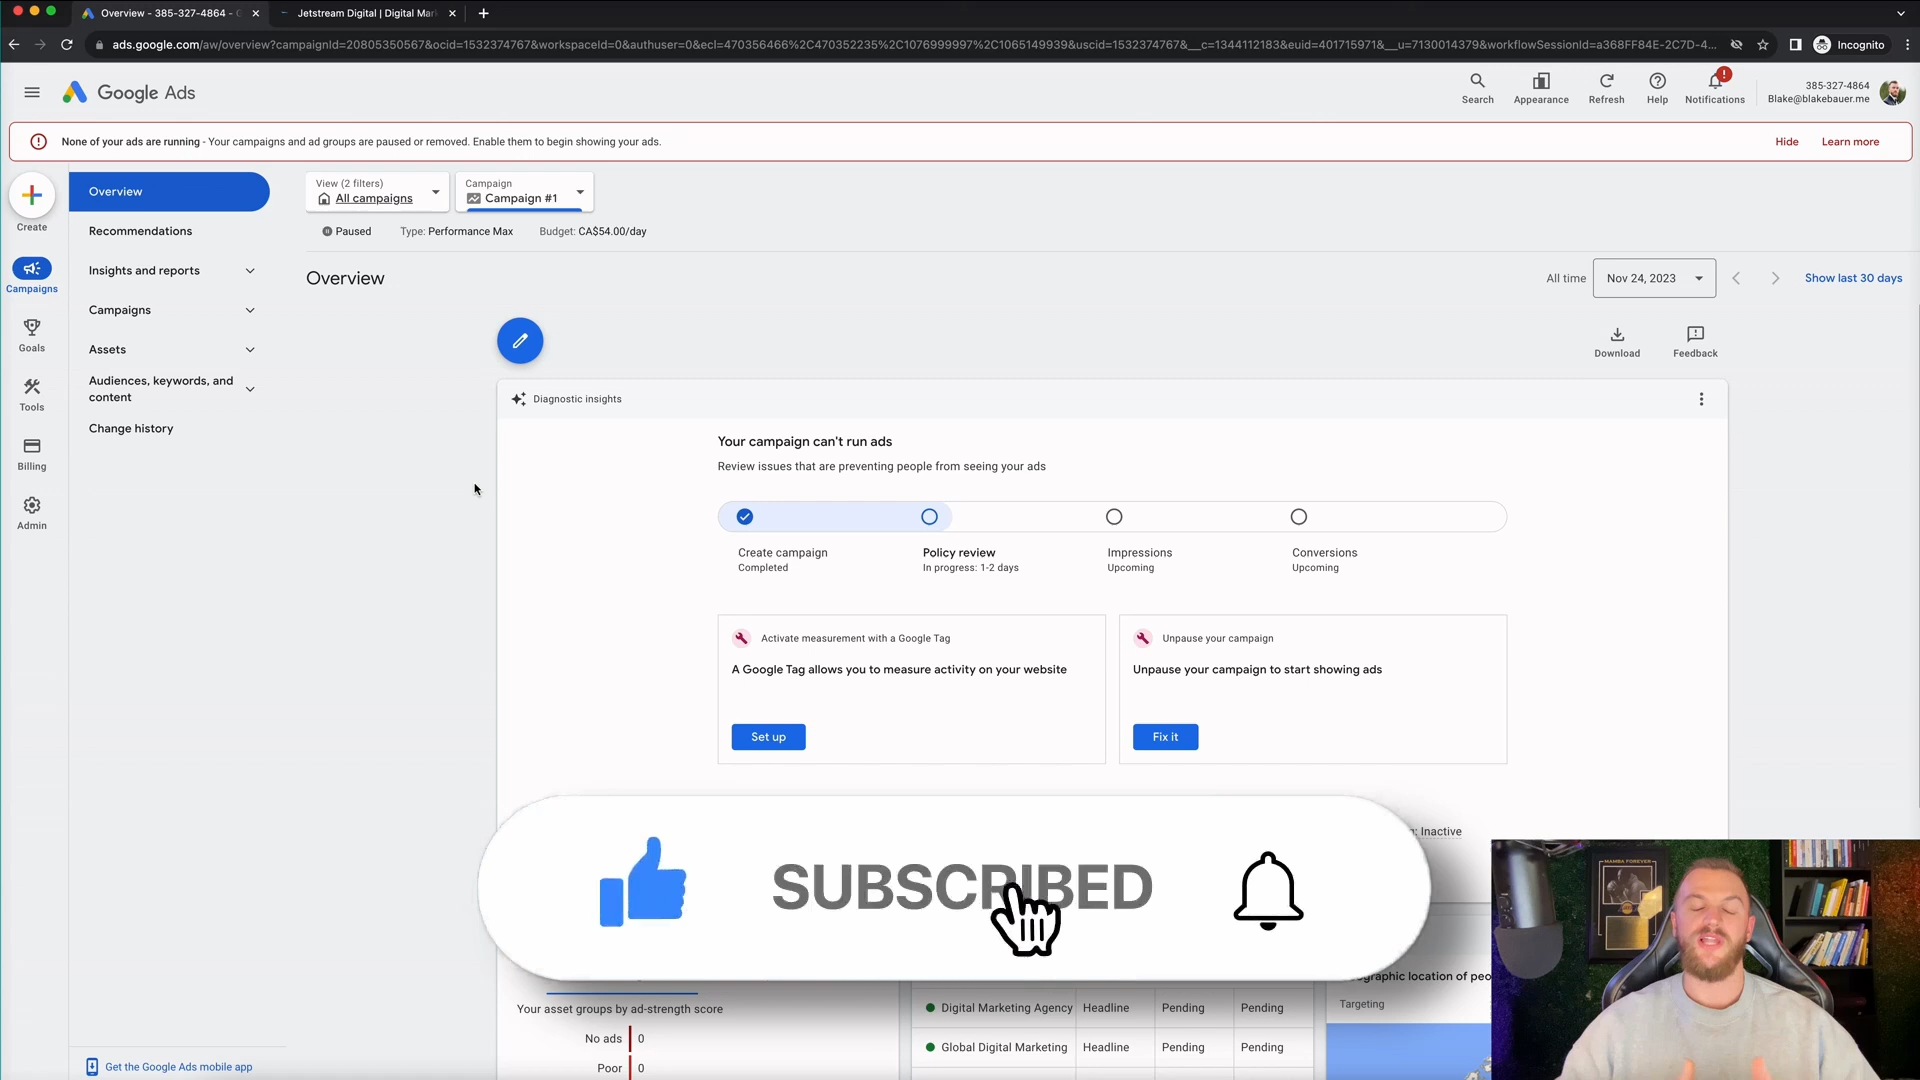 Overview - 385-327-4864 -
Jetstream Digital | Digital Mar
ads.google.com/aw/overview?campaignId=20805350567&ocid=1532374767&workspaceId=0&authuser=0&ecl=470356466%2C470352235%2C1076999997%2C1065149939&uscid=1532374767&__c=1344112183&euid=401715971&__u=7130014379&workflowSessionId=a368FF84E-2C7D-4...
Incognito
Google Ads
Search
Appearance
Refresh
Help
Notifications
385-327-4864
Blake@blakebauer.me
None of your ads are running - Your campaigns and ad groups are paused or removed. Enable them to begin showing your ads.
Hide
Learn more
Create
Campaigns
Goals
Tools
Billing
Admin
Overview
Recommendations
Insights and reports
Campaigns
Assets
Audiences, keywords, and
content
Change history
Get the Google Ads mobile app
View (2 filters)
All campaigns
Campaign
Campaign #1
Paused
Type: Performance Max
Budget: CA$54.00/day
Overview
All time
Nov 24, 2023
Show last 30 days
Download
Feedback
Diagnostic insights
Your campaign can't run ads
Review issues that are preventing people from seeing your ads
Create campaign
Completed
Policy review
In progress: 1-2 days
Impressions
Upcoming
Conversions
Upcoming
Activate measurement with a Google Tag
A Google Tag allows you to measure activity on your website
Set up
Unpause your campaign
Unpause your campaign to start showing ads
Fix it
: Inactive
SUBSCRIBED
Your asset groups by ad-strength score
No ads 0
Poor 0
Digital Marketing Agency Headline Pending Pending
Global Digital Marketing Headline Pending Pending
graphic location of peo
Targeting
MAMBA FOREVER